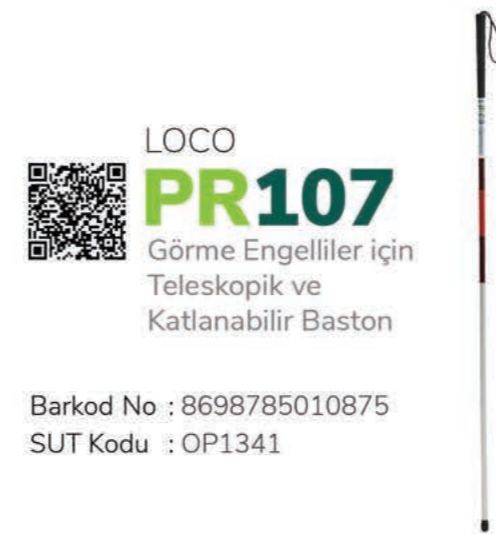 LOCO
PR107
Görme Engelliler için
Teleskopik ve
Katlanabilir Baston
Barkod No : 8698785010875
SUT Kodu : OP1341